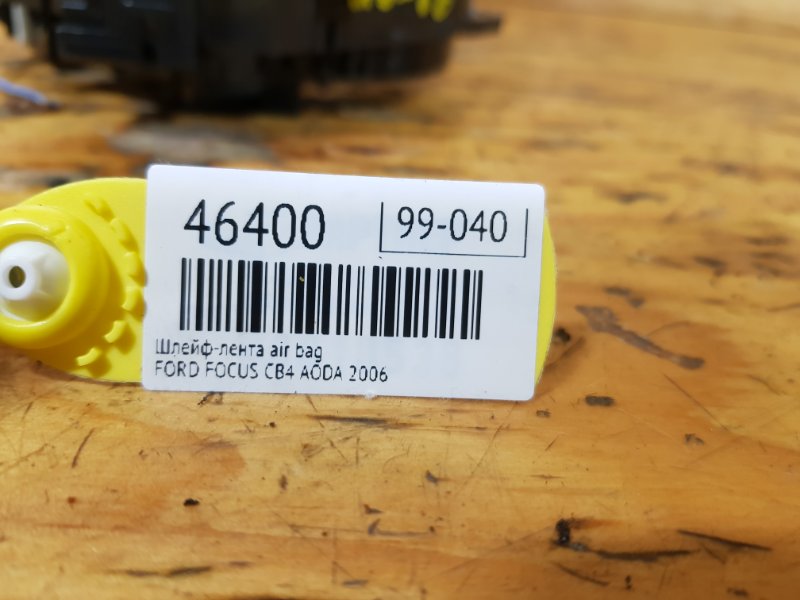 46400
99-040
Шлейф-лента air bag
FORD FOCUS CB4 AODA 2006